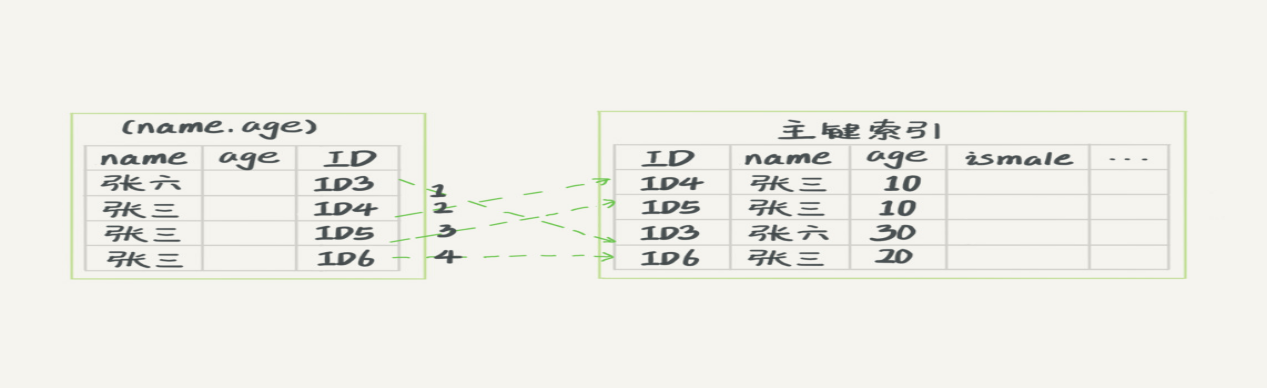 (name.age)
name age ID
张六 ID3
张三 ID4
张三 ID5
张三 ID6
1
2
3
4
主键索引
ID name age ismale ...
ID4 张三 10
ID5 张三 10
ID3 张六 30
ID6 张三 20